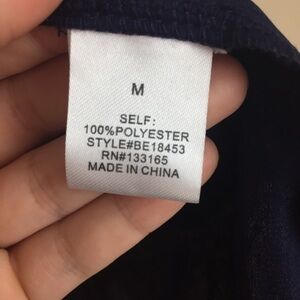 M
SELF:
100%POLYESTER
STYLE#BE18453
RN#133165
MADE IN CHINA